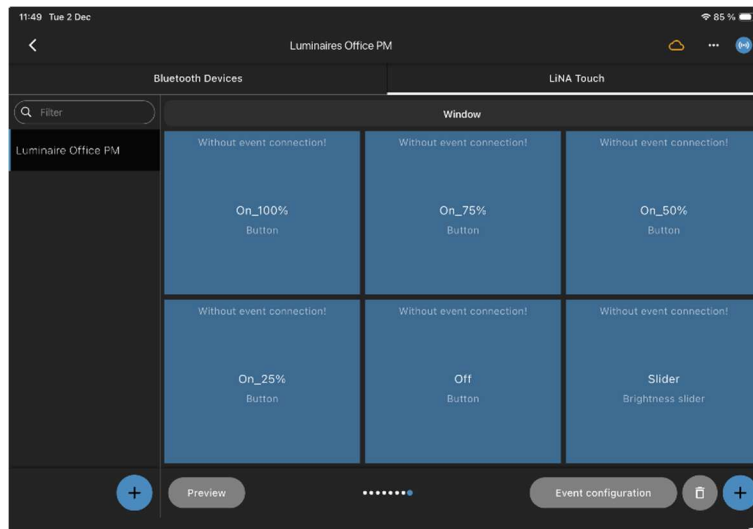 11:49 Tue 2 Dec
85 %
Luminaires Office PM
Bluetooth Devices
LiNA Touch
Filter
Window
Luminaire Office PM
Without event connection!
On_100%
Button
Without event connection!
On_75%
Button
Without event connection!
On_50%
Button
Without event connection!
On_25%
Button
Without event connection!
Off
Button
Without event connection!
Slider
Brightness slider
Preview
Event configuration